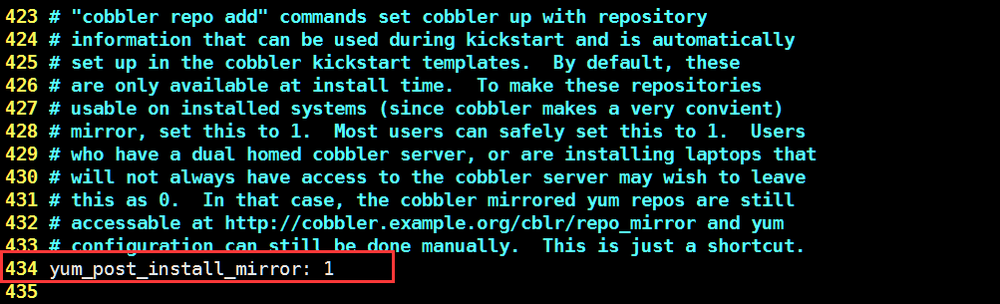 423 # "cobbler repo add" commands set cobbler up with repository
424 # information that can be used during kickstart and is automatically
425 # set up in the cobbler kickstart templates.  By default, these
426 # are only available at install time.  To make these repositories
427 # usable on installed systems (since cobbler makes a very convient)
428 # mirror, set this to 1.  Most users can safely set this to 1.  Users
429 # who have a dual homed cobbler server, or are installing laptops that
430 # will not always have access to the cobbler server may wish to leave
431 # this as 0.  In that case, the cobbler mirrored yum repos are still
432 # accessable at http://cobbler.example.org/cblr/repo_mirror and yum
433 # configuration can still be done manually.  This is just a shortcut.
434 yum_post_install_mirror: 1
435